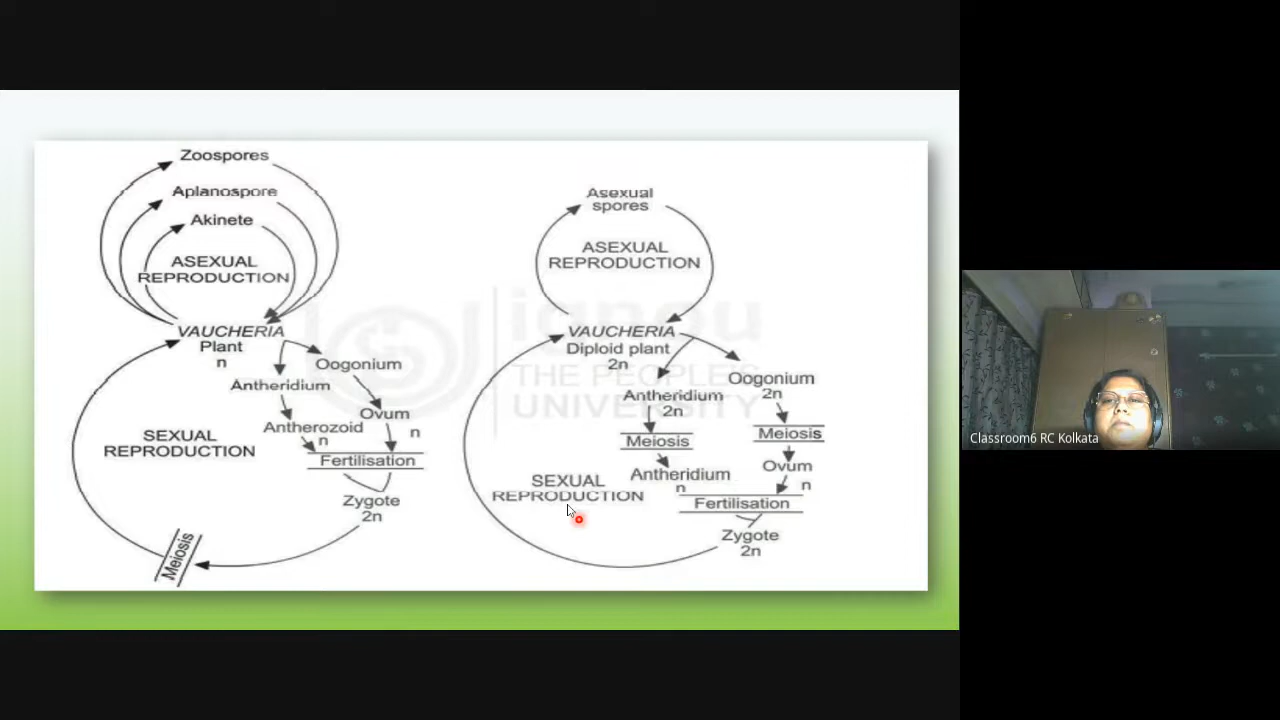 Zoospores
Aplanospore
Akinete
ASEXUAL
REPRODUCTION
VAUCHERIA
Plant
n
Oogonium
Antheridium
Ovum
n
Antherozoid
n
Fertilisation
SEXUAL
REPRODUCTION
Zygote
2n
Meiosis
Asexual
spores
ASEXUAL
REPRODUCTION
VAUCHERIA
Diploid plant
2n
Oogonium
2n
Antheridium
2n
Meiosis
Meiosis
Ovum
n
Antheridium
n
Fertilisation
SEXUAL
REPRODUCTION
Zygote
2n
ignou
THE PEOPLE'S
UNIVERSITY
Classroom6 RC Kolkata